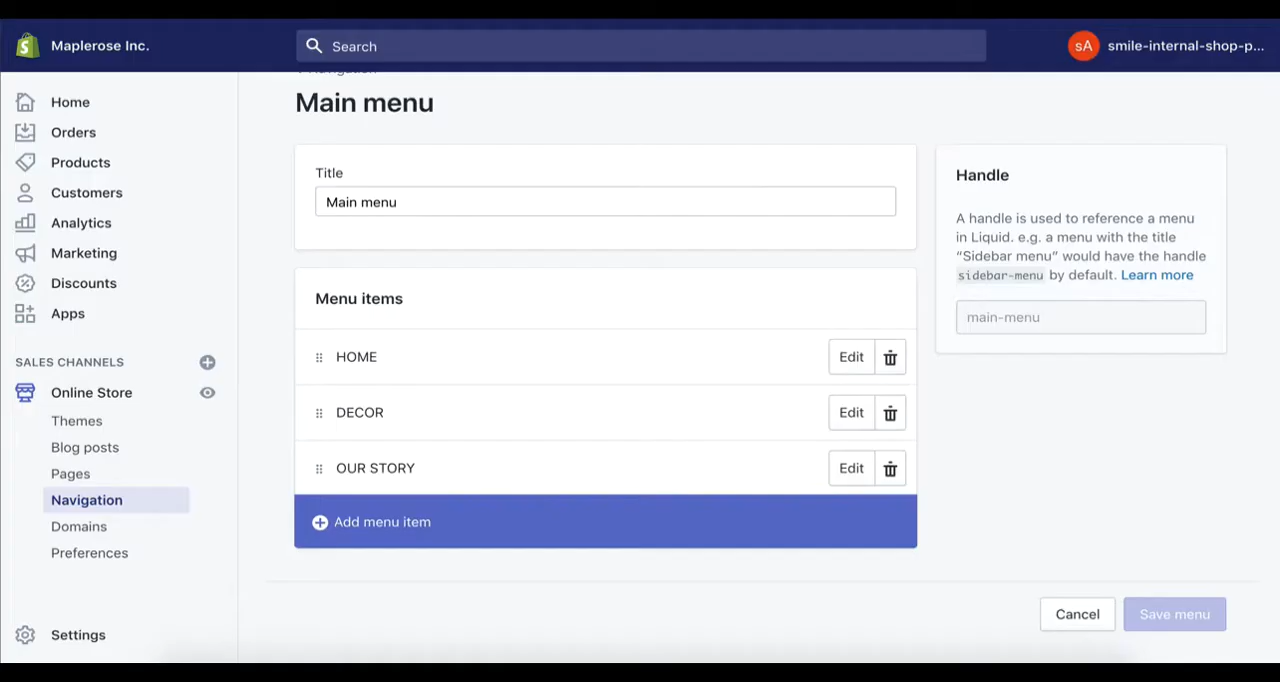 Maplerose Inc.
Search
sA
smile-internal-shop-p...
Home
Orders
Products
Customers
Analytics
Marketing
Discounts
Apps
SALES CHANNELS
Online Store
Themes
Blog posts
Pages
Navigation
Domains
Preferences
Settings
Main menu
Title
Main menu
Menu items
HOME
Edit
DECOR
Edit
OUR STORY
Edit
Add menu item
Handle
A handle is used to reference a menu
in Liquid. e.g. a menu with the title
“Sidebar menu” would have the handle
sidebar-menu by default. Learn more
main-menu
Cancel
Save menu